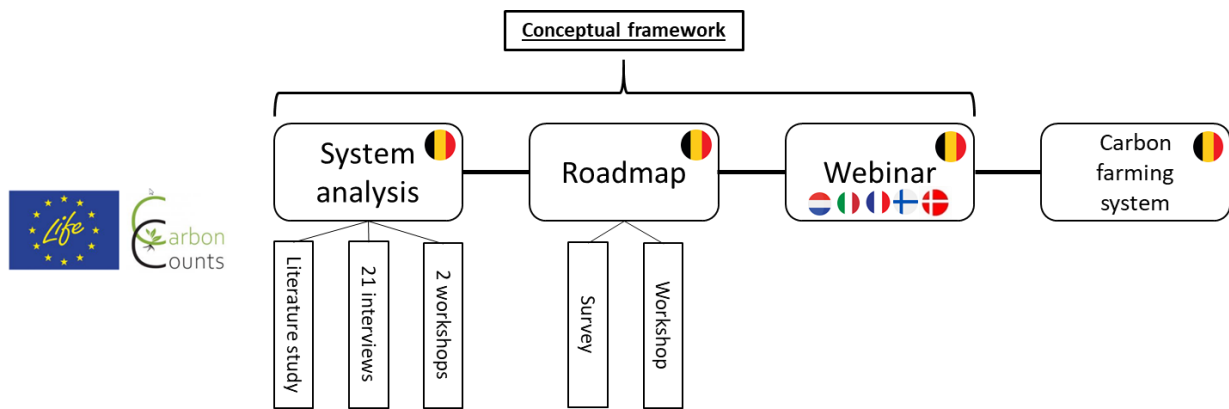 Conceptual framework
System
analysis
Roadmap
Webinar
Carbon
farming
system
Life
Carbon
Counts
Literature study
21 interviews
2 workshops
Survey
Workshop